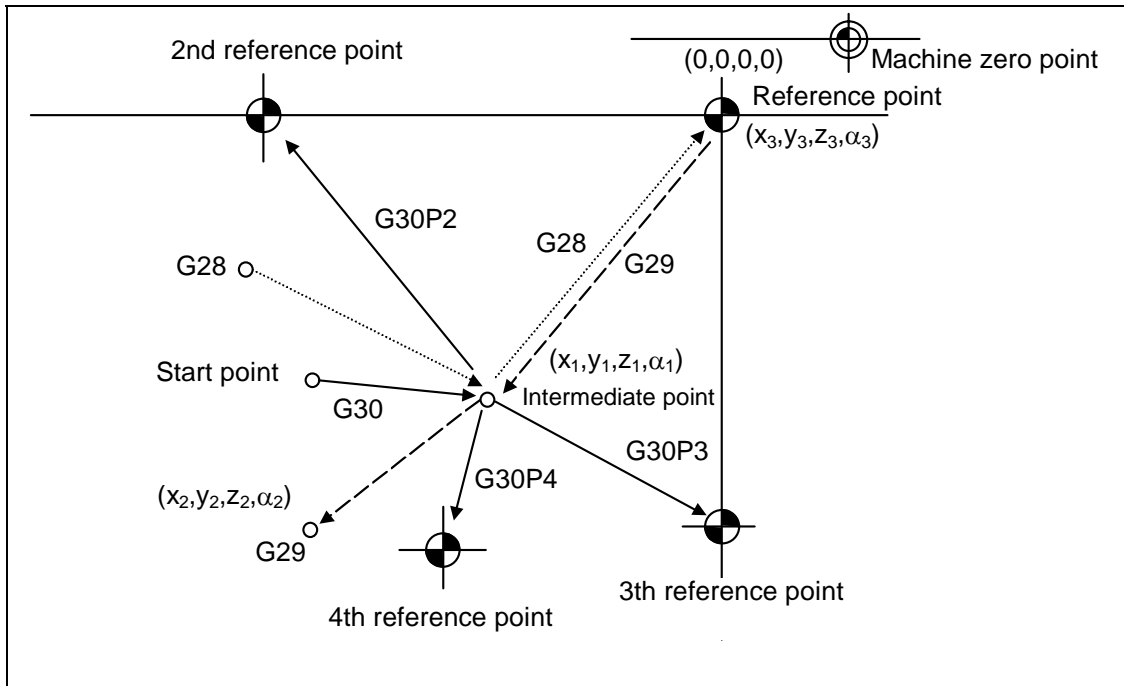 2nd reference point
(0,0,0,0)
Machine zero point
Reference point
(x₃,y₃,z₃,α₃)
G30P2
G28
G29
G28
(x₁,y₁,z₁,α₁)
Start point
Intermediate point
G30
G30P3
G30P4
(x₂,y₂,z₂,α₂)
G29
3th reference point
4th reference point